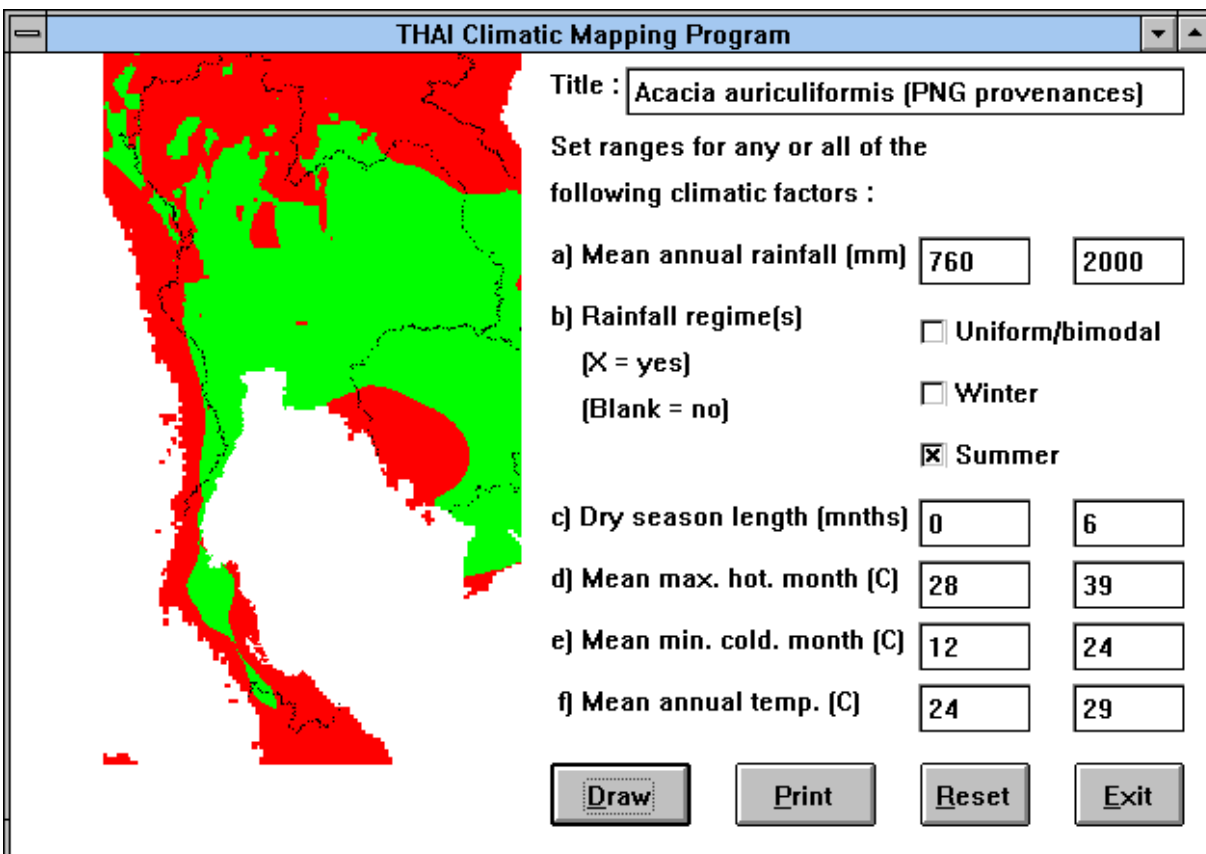 THAI Climatic Mapping Program
Title : Acacia auriculiformis (PNG provenances)
Set ranges for any or all of the
following climatic factors :
a) Mean annual rainfall (mm) 760 2000
b) Rainfall regime(s)
Uniform/bimodal
(X = yes)
Winter
(Blank = no)
Summer
c) Dry season length (mnths) 0 6
d) Mean max. hot. month (C) 28 39
e) Mean min. cold. month (C) 12 24
f) Mean annual temp. (C) 24 29
Draw Print Reset Exit